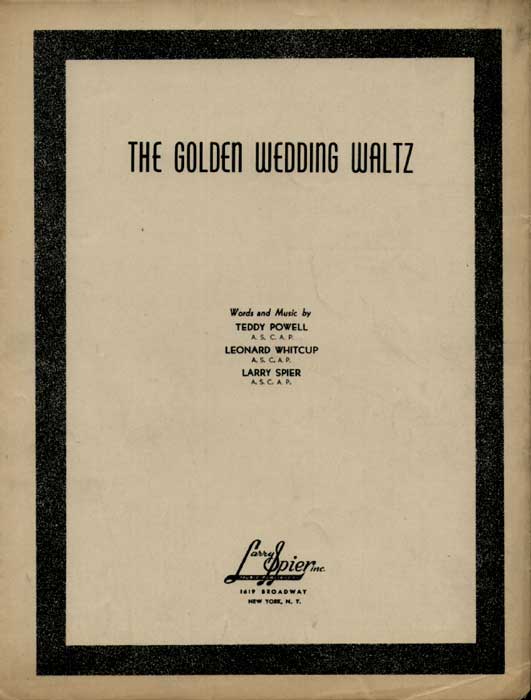 THE GOLDEN WEDDING WALTZ
Words and Music by
TEDDY POWELL
A. S. C. A. P.
LEONARD WHITCUP
A. S. C. A. P.
LARRY SPIER
A. S. C. A. P.
Larry Spier inc.
1619 BROADWAY
NEW YORK, N. Y.